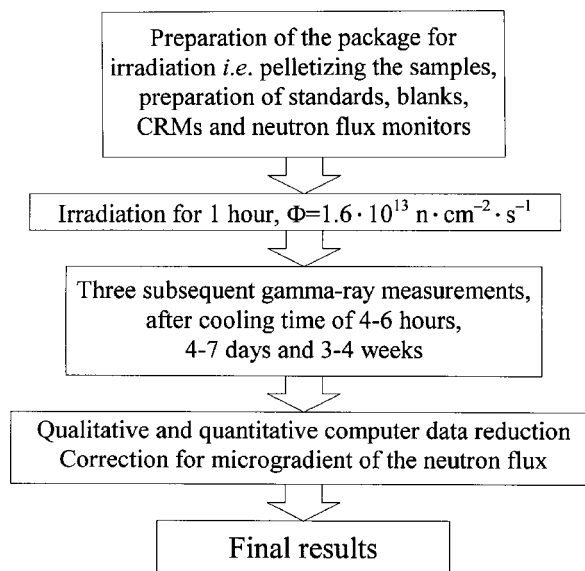 Preparation of the package for
irradiation i.e. pelletizing the samples,
preparation of standards, blanks,
CRMs and neutron flux monitors
Irradiation for 1 hour, Φ=1.6 · 10¹³ n · cm⁻² · s⁻¹
Three subsequent gamma-ray measurements,
after cooling time of 4-6 hours,
4-7 days and 3-4 weeks
Qualitative and quantitative computer data reduction
Correction for microgradient of the neutron flux
Final results